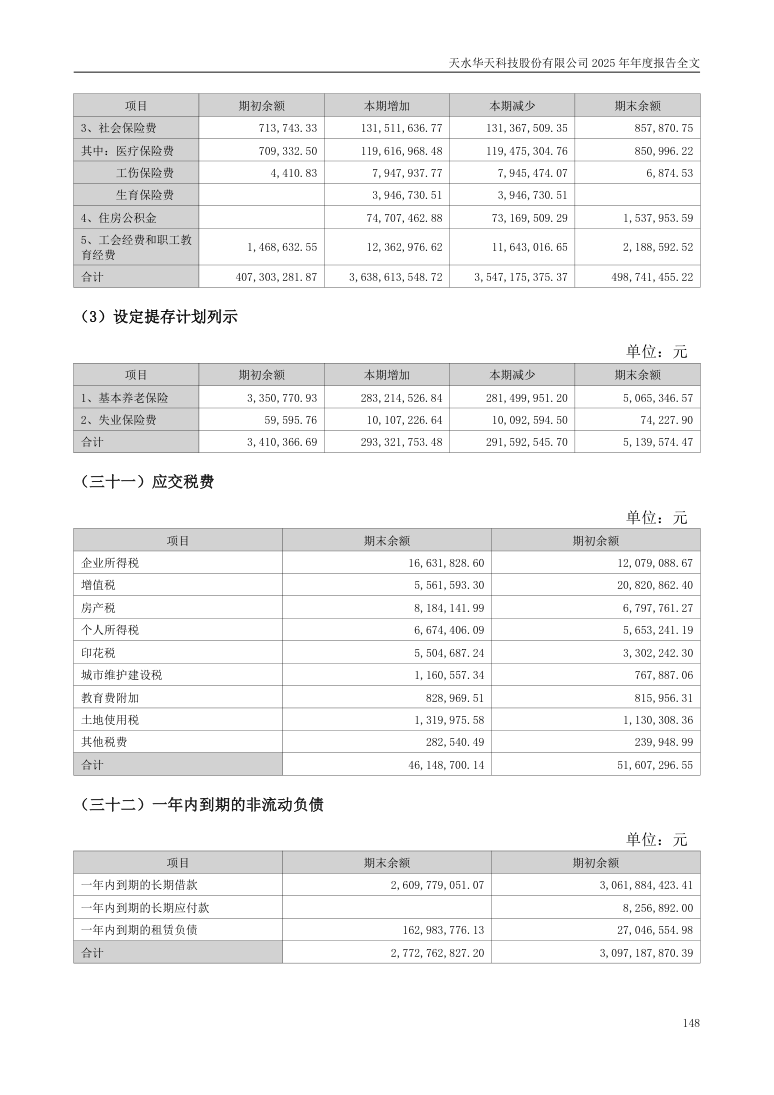 天水华天科技股份有限公司 2025 年年度报告全文
项目 期初余额 本期增加 本期减少 期末余额
3、社会保险费 713,743.33 131,511,636.77 131,367,509.35 857,870.75
其中：医疗保险费 709,332.50 119,616,968.48 119,475,304.76 850,996.22
工伤保险费 4,410.83 7,947,937.77 7,945,474.07 6,874.53
生育保险费 3,946,730.51 3,946,730.51
4、住房公积金 74,707,462.88 73,169,509.29 1,537,953.59
5、工会经费和职工教
育经费 1,468,632.55 12,362,976.62 11,643,016.65 2,188,592.52
合计 407,303,281.87 3,638,613,548.72 3,547,175,375.37 498,741,455.22
（3）设定提存计划列示
单位：元
项目 期初余额 本期增加 本期减少 期末余额
1、基本养老保险 3,350,770.93 283,214,526.84 281,499,951.20 5,065,346.57
2、失业保险费 59,595.76 10,107,226.64 10,092,594.50 74,227.90
合计 3,410,366.69 293,321,753.48 291,592,545.70 5,139,574.47
（三十一）应交税费
单位：元
项目 期末余额 期初余额
企业所得税 16,631,828.60 12,079,088.67
增值税 5,561,593.30 20,820,862.40
房产税 8,184,141.99 6,797,761.27
个人所得税 6,674,406.09 5,653,241.19
印花税 5,504,687.24 3,302,242.30
城市维护建设税 1,160,557.34 767,887.06
教育费附加 828,969.51 815,956.31
土地使用税 1,319,975.58 1,130,308.36
其他税费 282,540.49 239,948.99
合计 46,148,700.14 51,607,296.55
（三十二）一年内到期的非流动负债
单位：元
项目 期末余额 期初余额
一年内到期的长期借款 2,609,779,051.07 3,061,884,423.41
一年内到期的长期应付款 8,256,892.00
一年内到期的租赁负债 162,983,776.13 27,046,554.98
合计 2,772,762,827.20 3,097,187,870.39
148